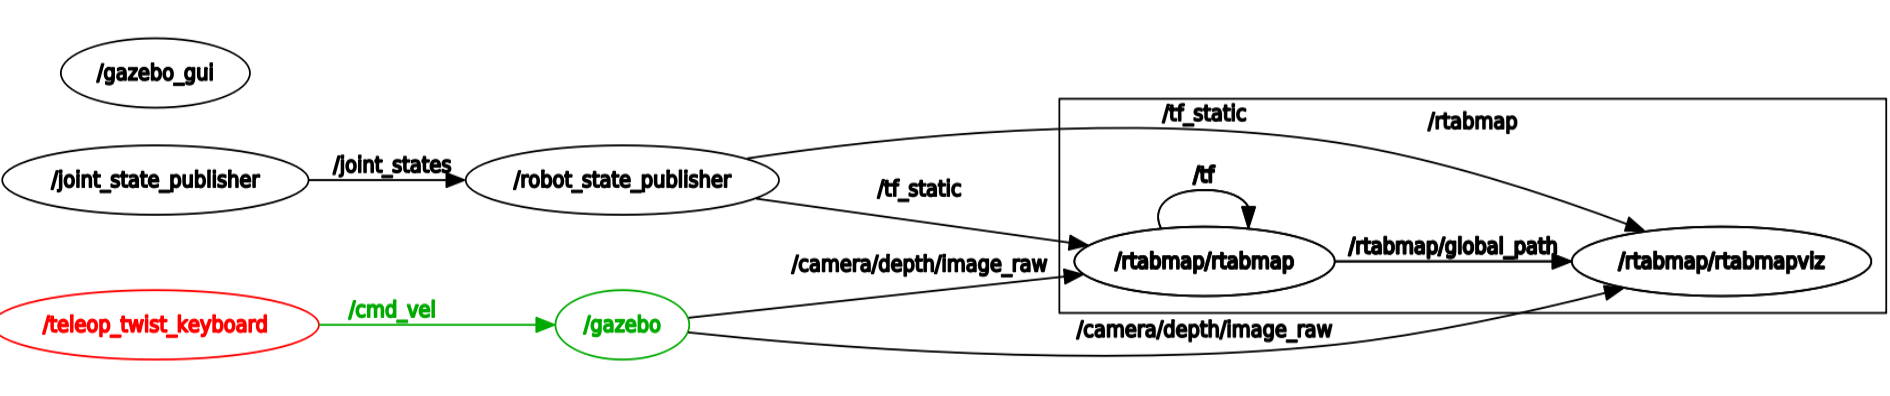 /gazebo_gui
/tf_static
/rtabmap
/joint_state_publisher
/joint_states
/robot_state_publisher
/tf_static
/tf
/camera/depth/image_raw
/rtabmap/rtabmap
/rtabmap/global_path
/rtabmap/rtabmapviz
/teleop_twist_keyboard
/cmd_vel
/gazebo
/camera/depth/image_raw